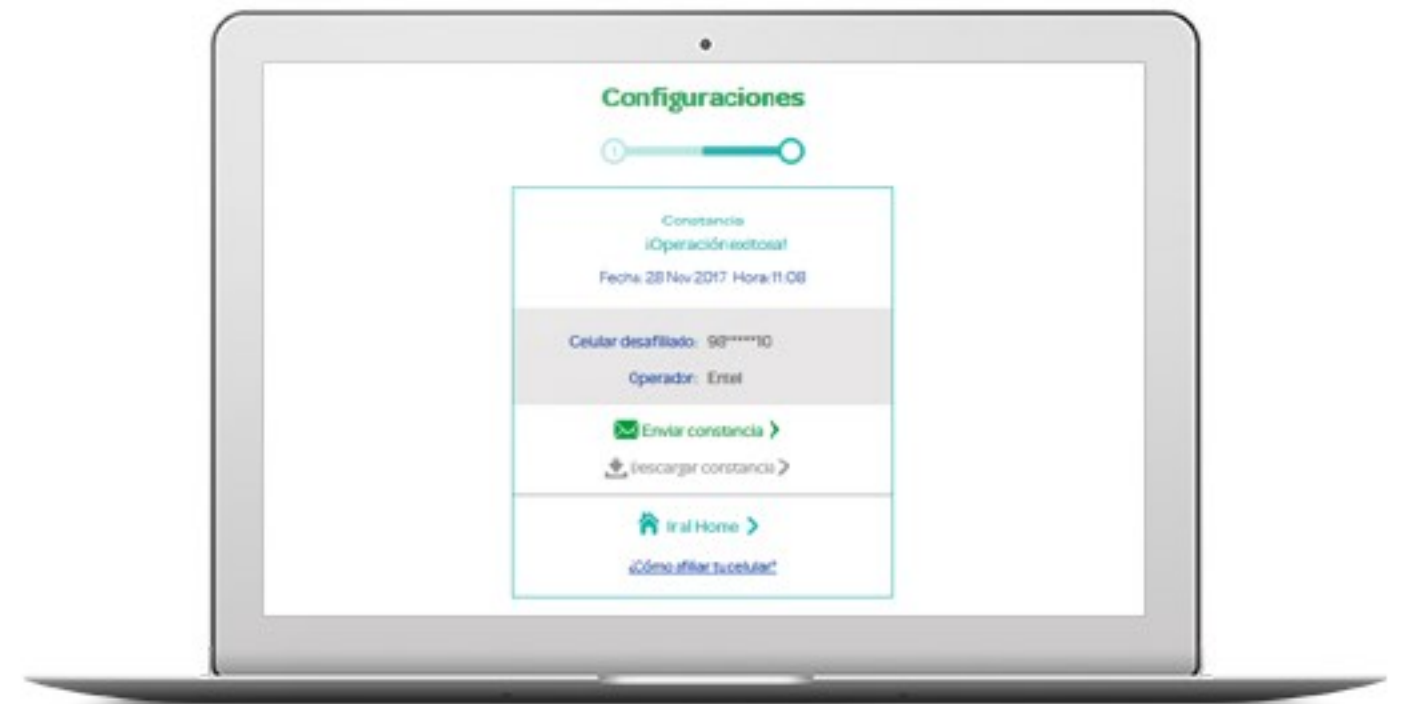 Configuraciones
1
Constancia
¡Operación exitosa!
Fecha: 28 Nov 2017 Hora: 11:08
Celular desafiliado: 98*****10
Operador: Entel
Enviar constancia
Descargar constancia
Ir al Home
¿Cómo afiliar tu celular?